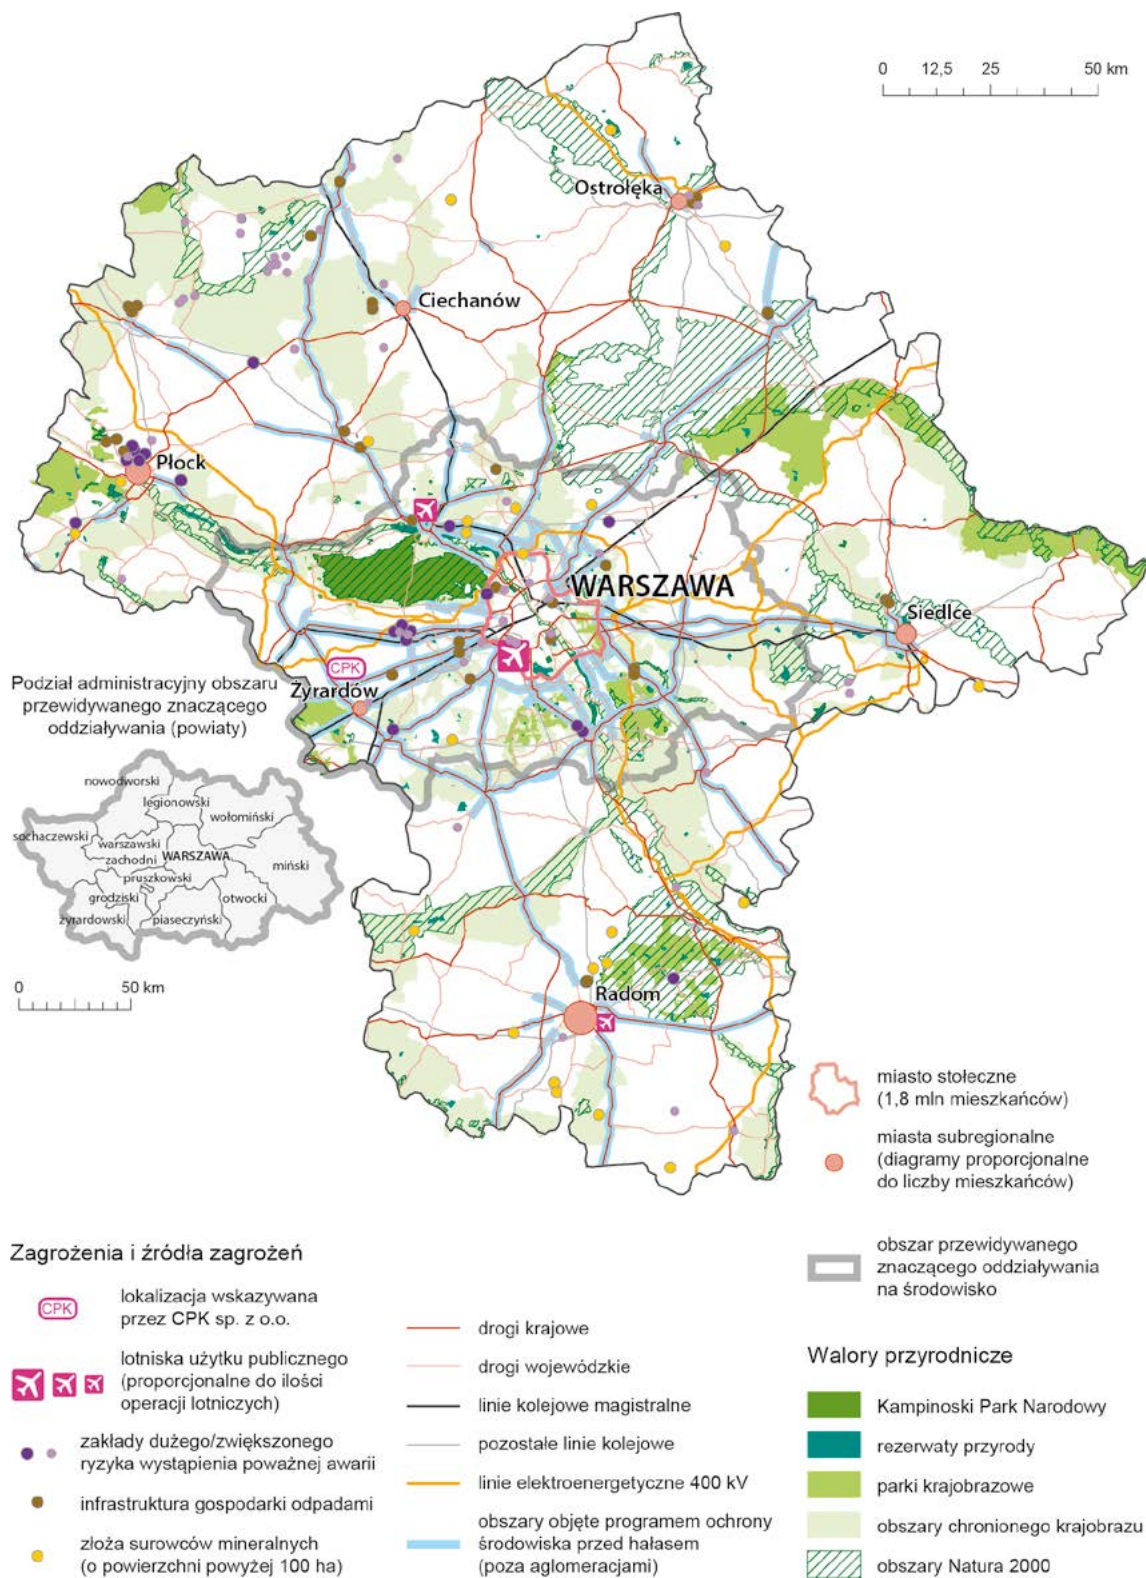 0 12,5 25 50 km
Ostrołęka
Ciechanów
Płock
WARSZAWA
Siedlce
CPK
Żyrardów
Podział administracyjny obszaru
przewidywanego znaczącego
oddziaływania (powiaty)
nowodworski
legionowski
wołomiński
sochaczewski
warszawski
zachodni
WARSZAWA
miński
pruszkowski
grodziski
otwocki
żyrardowski
piaseczyński
0 50 km
Radom
miasto stołeczne
(1,8 mln mieszkańców)
miasta subregionalne
(diagramy proporcjonalne
do liczby mieszkańców)
obszar przewidywanego
znaczącego oddziaływania
na środowisko
Zagrożenia i źródła zagrożeń
CPK
lokalizacja wskazywana
przez CPK sp. z o.o.
lotniska użytku publicznego
(proporcjonalne do ilości
operacji lotniczych)
zakłady dużego/zwiększonego
ryzyka wystąpienia poważnej awarii
infrastruktura gospodarki odpadami
złoża surowców mineralnych
(o powierzchni powyżej 100 ha)
drogi krajowe
drogi wojewódzkie
linie kolejowe magistralne
pozostałe linie kolejowe
linie elektroenergetyczne 400 kV
obszary objęte programem ochrony
środowiska przed hałasem
(poza aglomeracjami)
Walory przyrodnicze
Kampinoski Park Narodowy
rezerwaty przyrody
parki krajobrazowe
obszary chronionego krajobrazu
obszary Natura 2000